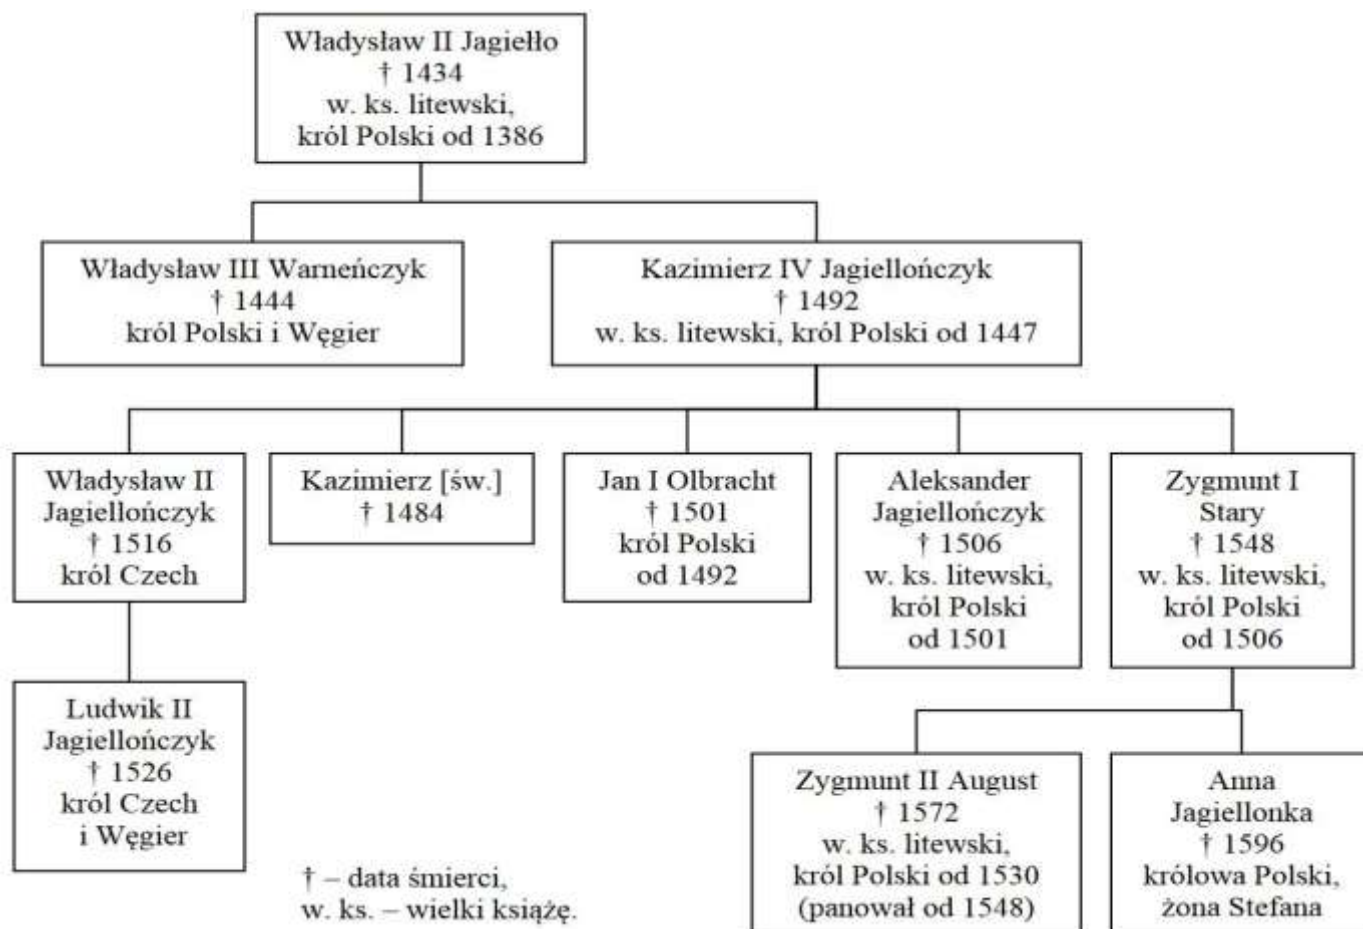 Władysław II Jagiełło
† 1434
w. ks. litewski,
król Polski od 1386
Władysław III Warneńczyk
† 1444
król Polski i Węgier
Kazimierz IV Jagiellończyk
† 1492
w. ks. litewski, król Polski od 1447
Władysław II
Jagiellończyk
† 1516
król Czech
Kazimierz [św.]
† 1484
Jan I Olbracht
† 1501
król Polski
od 1492
Aleksander
Jagiellończyk
† 1506
w. ks. litewski,
król Polski
od 1501
Zygmunt I
Stary
† 1548
w. ks. litewski,
król Polski
od 1506
Ludwik II
Jagiellończyk
† 1526
król Czech
i Węgier
Zygmunt II August
† 1572
w. ks. litewski,
król Polski od 1530
(panował od 1548)
Anna
Jagiellonka
† 1596
królowa Polski,
żona Stefana
† – data śmierci,
w. ks. – wielki książę.